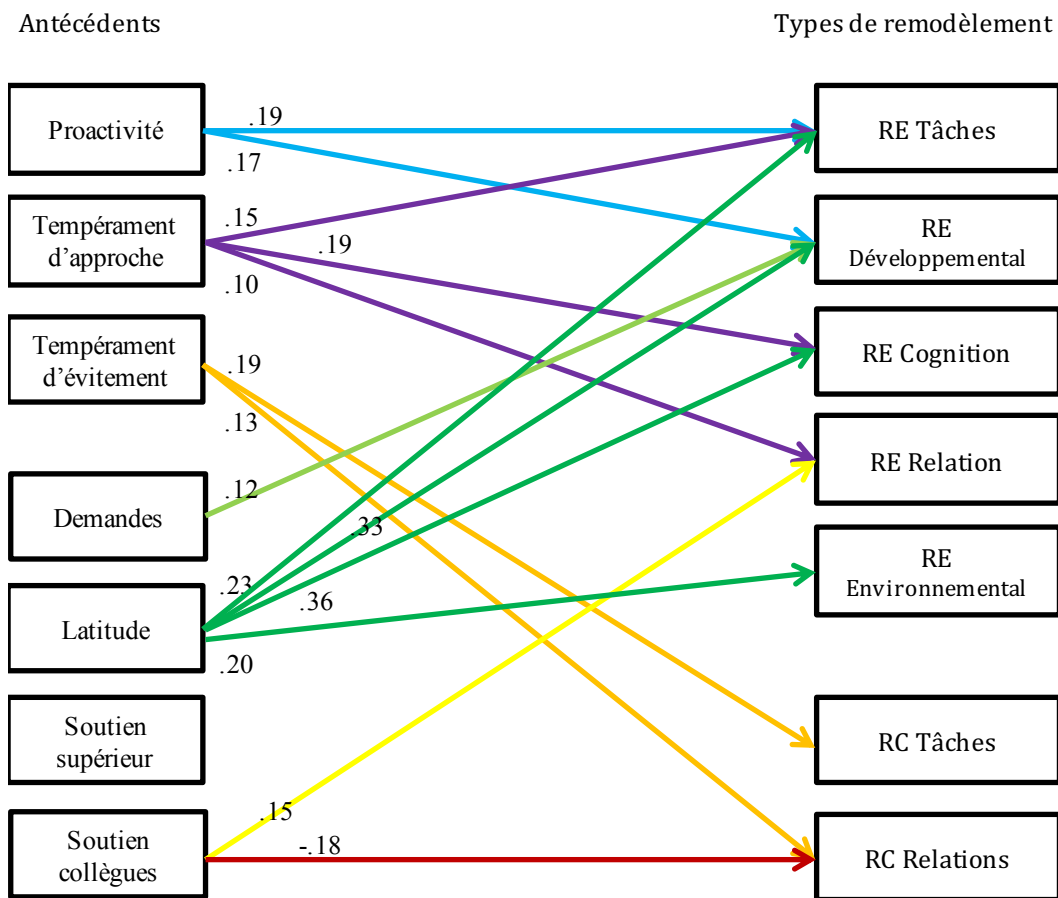 Antécédents
Types de remodèlement
Proactivité
.19
RE Tâches
.17
Tempérament
d'approche
.15
.19
.10
RE
Développemental
Tempérament
d'évitement
.19
.13
RE Cognition
RE Relation
Demandes
.12
.33
RE
Environnemental
Latitude
.23
.36
.20
Soutien
supérieur
RC Tâches
Soutien
collègues
.15
-.18
RC Relations